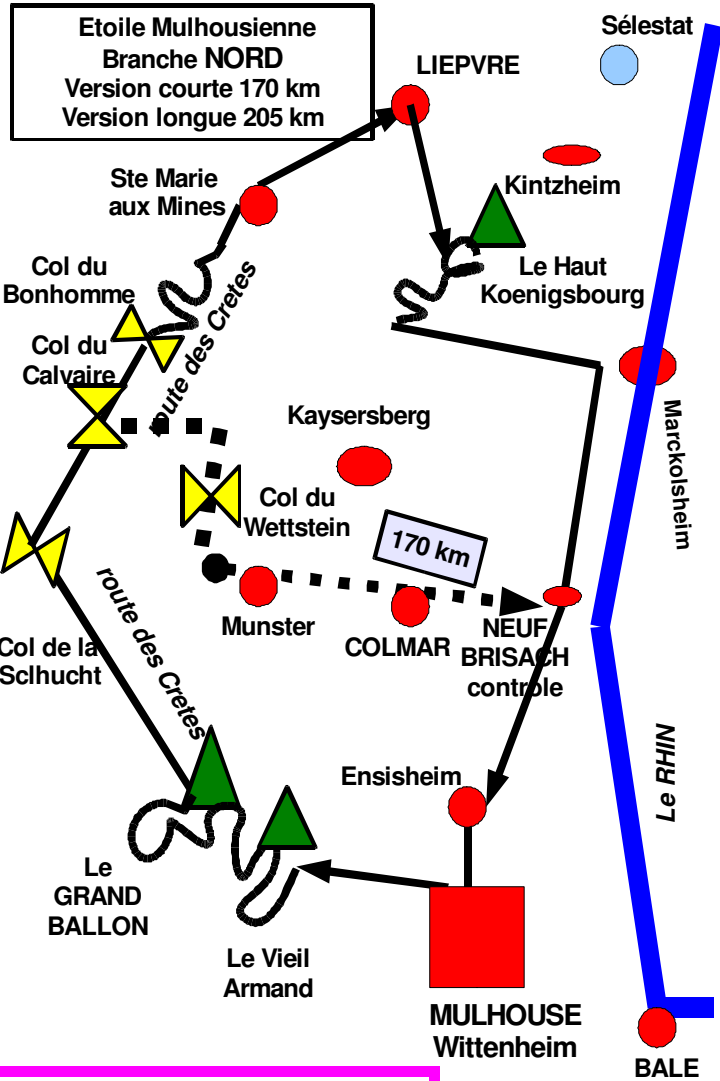 Etoile Mulhousienne
Branche NORD
Version courte 170 km
Version longue 205 km
Sélestat
LIEPVRE
Kintzheim
Ste Marie
aux Mines
Le Haut
Koenigsbourg
Col du
Bonhomme
Col du
Calvaire
route des Cretes
Marckolsheim
Kaysersberg
Col du
Wettstein
170 km
Munster
COLMAR
NEUF
BRISACH
controle
Col de la
Sclhucht
route des Cretes
Le RHIN
Ensisheim
Le
GRAND
BALLON
Le Vieil
Armand
MULHOUSE
Wittenheim
BALE